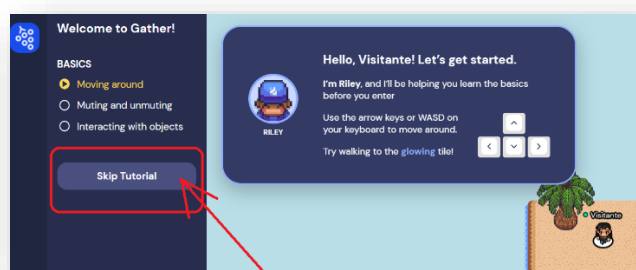 Welcome to Gather!
BASICS
Moving around
Muting and unmuting
Interacting with objects
Skip Tutorial
Hello, Visitante! Let's get started.
I'm Riley, and I'll be helping you learn the basics
before you enter
Use the arrow keys or WASD on
your keyboard to move around.
Try walking to the glowing tile!
RILEY
Visitante